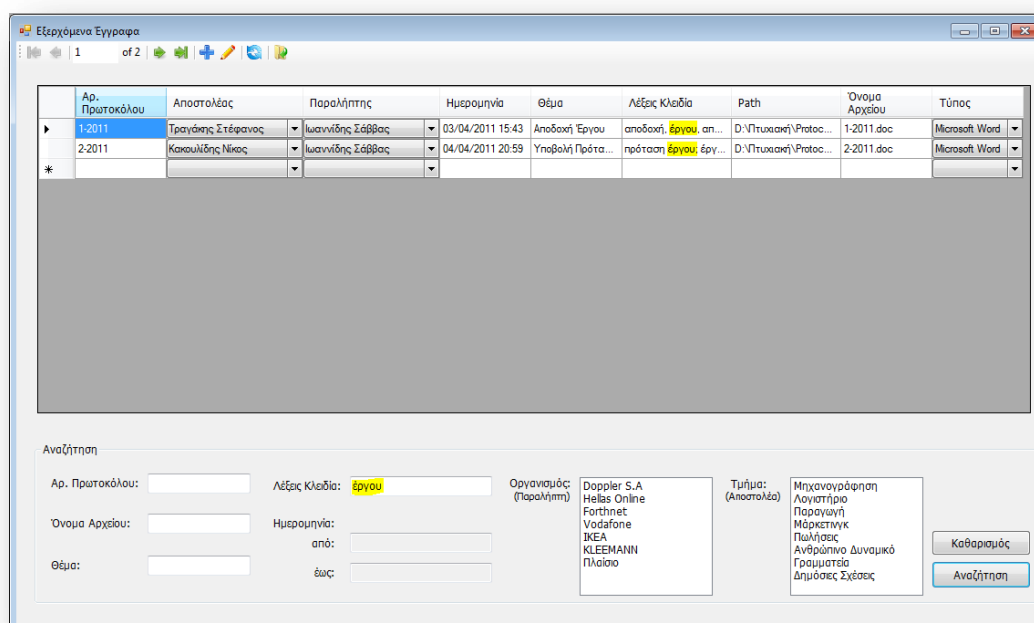 Εξερχόμενα Έγγραφα
1 of 2
Αρ. Πρωτοκόλου Αποστολέας Παραλήπτης Ημερομηνία Θέμα Λέξεις Κλειδία Path Όνομα Αρχείου Τύπος
1-2011 Τραγάκης Στέφανος Ιωαννίδης Σάββας 03/04/2011 15:43 Αποδοχή Έργου αποδοχή, έργου, απ... D:\Πτυχιακή\Protoc... 1-2011.doc Microsoft Word
2-2011 Κακουλίδης Νίκος Ιωαννίδης Σάββας 04/04/2011 20:59 Υποβολή Πρότα... πρόταση έργου; έργ... D:\Πτυχιακή\Protoc... 2-2011.doc Microsoft Word
Αναζήτηση
Αρ. Πρωτοκόλου:
Όνομα Αρχείου:
Θέμα:
Λέξεις Κλειδία: έργου
Ημερομηνία:
από:
έως:
Οργανισμός:
(Παραλήπτη)
Doppler S.A
Hellas Online
Forthnet
Vodafone
IKEA
KLEEMANN
Πλαίσιο
Τμήμα:
(Αποστολέα)
Μηχανογράφηση
Λογιστήριο
Παραγωγή
Μάρκετινγκ
Πωλήσεις
Ανθρώπινο Δυναμικό
Γραμματεία
Δημόσιες Σχέσεις
Καθαρισμός
Αναζήτηση